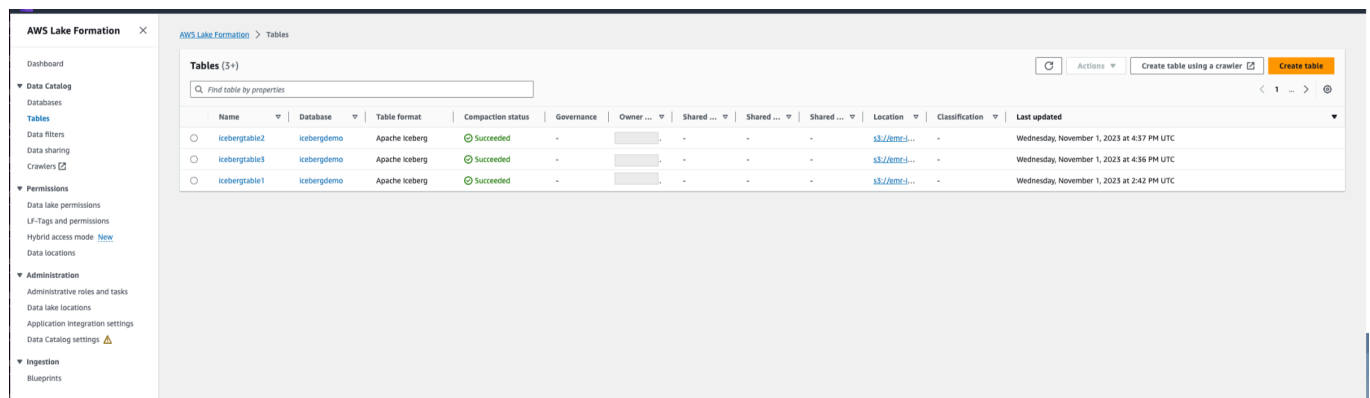 AWS Lake Formation
Dashboard
Data Catalog
Databases
Tables
Data filters
Data sharing
Crawlers
Permissions
Data lake permissions
LF-Tags and permissions
Hybrid access mode New
Data locations
Administration
Administrative roles and tasks
Data lake locations
Application integration settings
Data Catalog settings
Ingestion
Blueprints
AWS Lake Formation > Tables
Tables (3+)
Actions Create table using a crawler Create table
Find table by properties
1 ...
Name Database Table format Compaction status Governance Owner ... Shared ... Shared ... Shared ... Location Classification Last updated
icebergtable2 icebergdemo Apache Iceberg Succeeded - . - - - s3://emr-i... - Wednesday, November 1, 2023 at 4:37 PM UTC
icebergtable3 icebergdemo Apache Iceberg Succeeded - . - - - s3://emr-i... - Wednesday, November 1, 2023 at 4:36 PM UTC
icebergtable1 icebergdemo Apache Iceberg Succeeded - . - - - s3://emr-i... - Wednesday, November 1, 2023 at 2:42 PM UTC